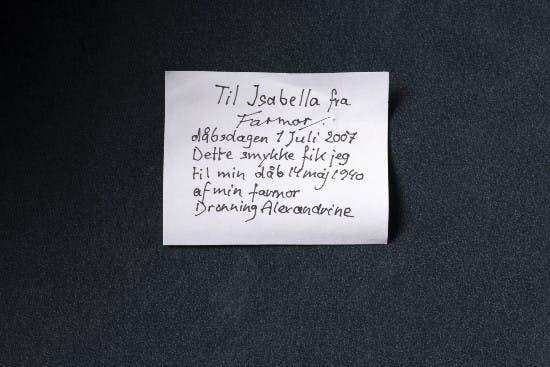 Til Isabella fra
Farmor.
dåbsdagen 1 Juli 2007
Dette smykke fik jeg
til min dåb 14 maj 1940
af min farmor
Dronning Alexandrine